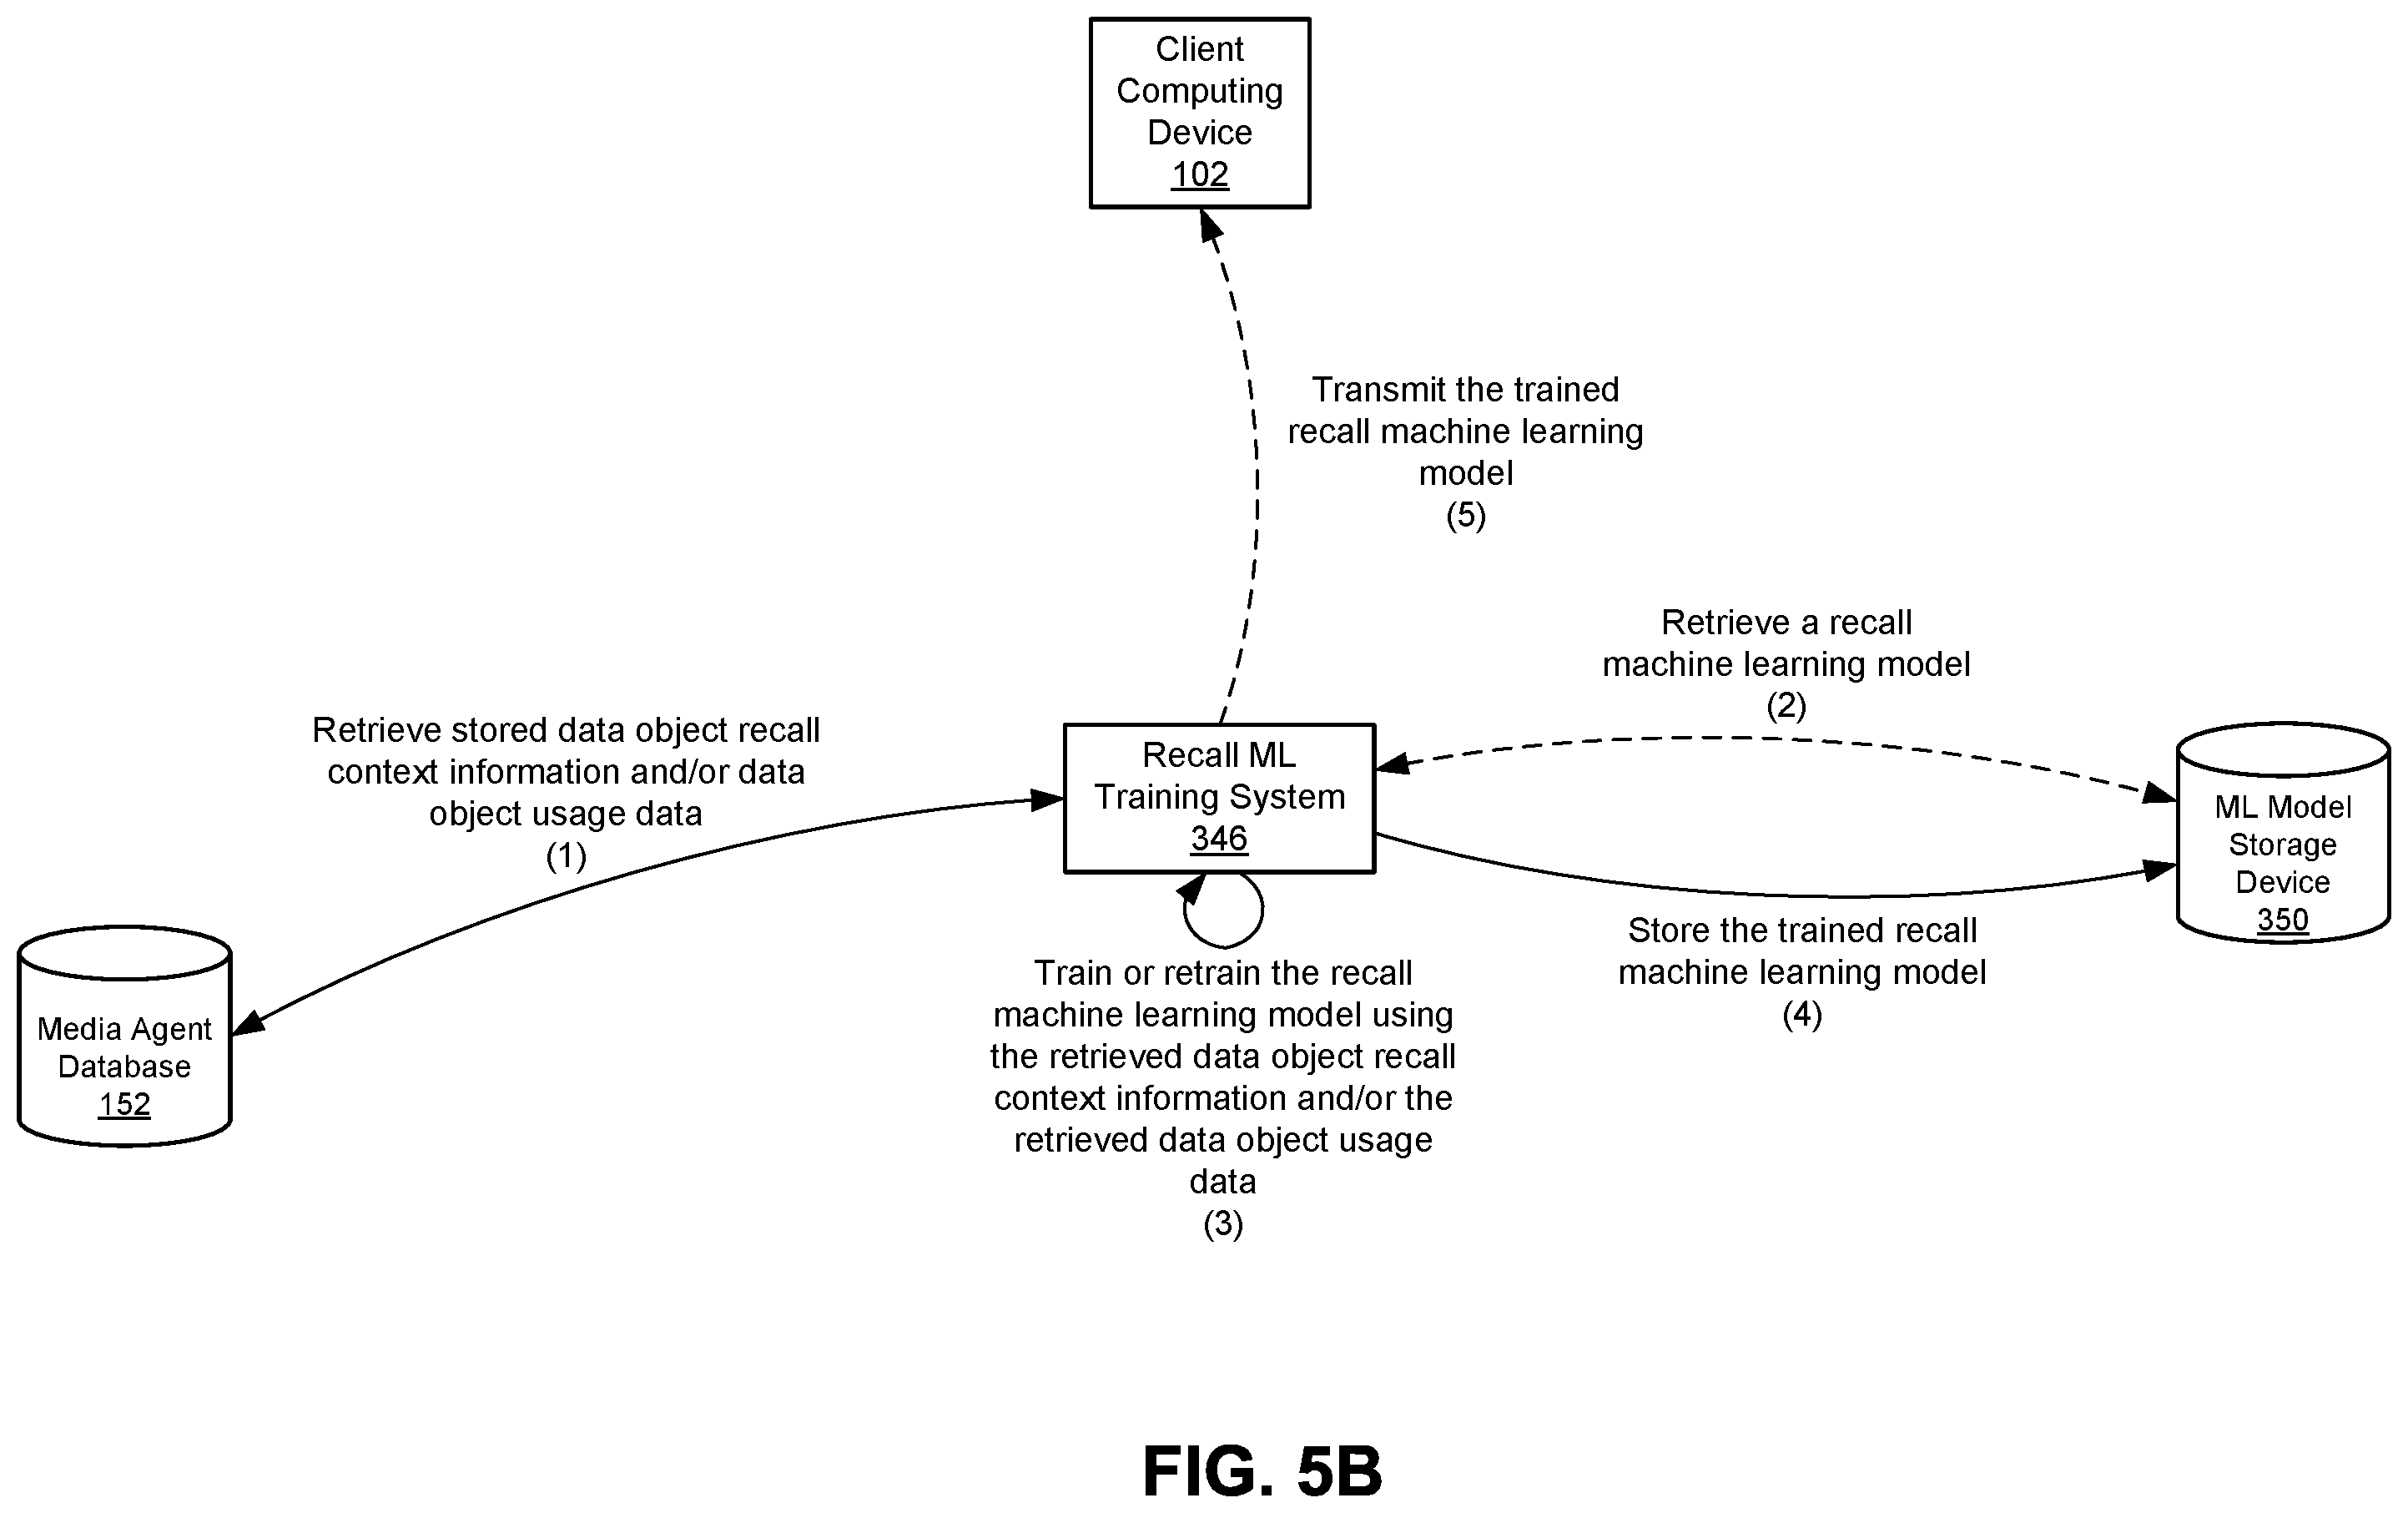 Client
Computing
Device
102
Transmit the trained
recall machine learning
model
(5)
Retrieve a recall
machine learning model
(2)
Retrieve stored data object recall
context information and/or data
object usage data
(1)
Recall ML
Training System
346
ML Model
Storage
Device
350
Store the trained recall
machine learning model
(4)
Media Agent
Database
152
Train or retrain the recall
machine learning model using
the retrieved data object recall
context information and/or the
retrieved data object usage
data
(3)
FIG. 5B